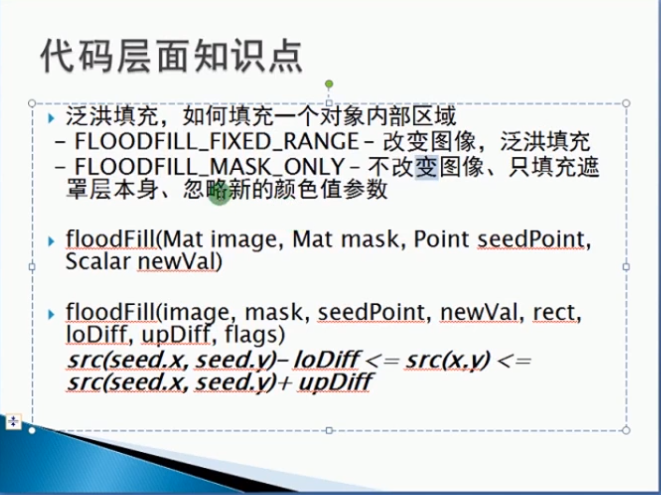 代码层面知识点
泛洪填充，如何填充一个对象内部区域
– FLOODFILL_FIXED_RANGE – 改变图像，泛洪填充
– FLOODFILL_MASK_ONLY – 不改变图像、只填充遮
罩层本身、忽略新的颜色值参数
floodFill(Mat image, Mat mask, Point seedPoint,
Scalar newVal)
floodFill(image, mask, seedPoint, newVal, rect,
loDiff, upDiff, flags)
src(seed.x, seed.y)– loDiff <= src(x,y) <=
src(seed.x, seed.y)+ upDiff